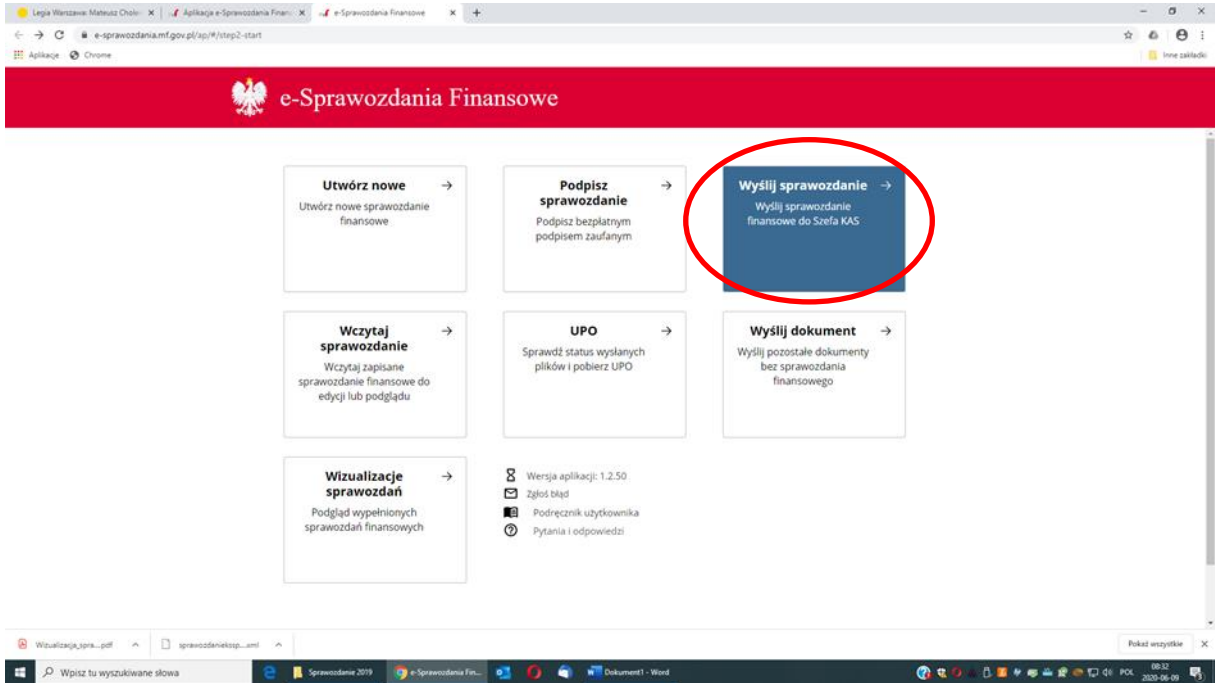 Legia Warszawa: Mateusz Cholew
Aplikacja e-Sprawozdania Finans
e-Sprawozdania Finansowe
e-sprawozdania.mf.gov.pl/ap/#/step2-start
Aplikacje
Chrome
Inne zakładki
e-Sprawozdania Finansowe
Utwórz nowe
Utwórz nowe sprawozdanie
finansowe
Podpisz
sprawozdanie
Podpisz bezpłatnym
podpisem zaufanym
Wyślij sprawozdanie
Wyślij sprawozdanie
finansowe do Szefa KAS
Wczytaj
sprawozdanie
Wczytaj zapisane
sprawozdanie finansowe do
edycji lub podglądu
UPO
Sprawdź status wysłanych
plików i pobierz UPO
Wyślij dokument
Wyślij pozostałe dokumenty
bez sprawozdania
finansowego
Wizualizacje
sprawozdań
Podgląd wypełnionych
sprawozdań finansowych
Wersja aplikacji: 1.2.50
Zgłoś błąd
Podręcznik użytkownika
Pytania i odpowiedzi
Wizualizacja_spra....pdf
sprawozdaniekosp....xml
Pokaż wszystkie
Wpisz tu wyszukiwane słowa
Sprawozdanie 2019
e-Sprawozdania Fin...
Dokument1 - Word
POL
08:32
2020-06-09